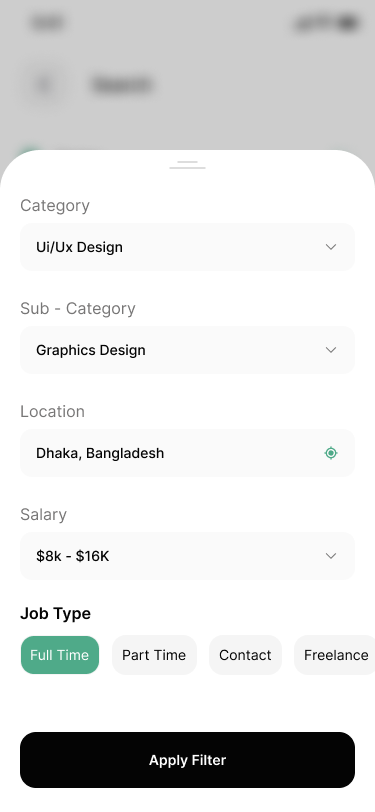 Search
Category
Ui/Ux Design
Sub - Category
Graphics Design
Location
Dhaka, Bangladesh
Salary
$8k - $16K
Job Type
Full Time
Part Time
Contact
Freelance
Apply Filter